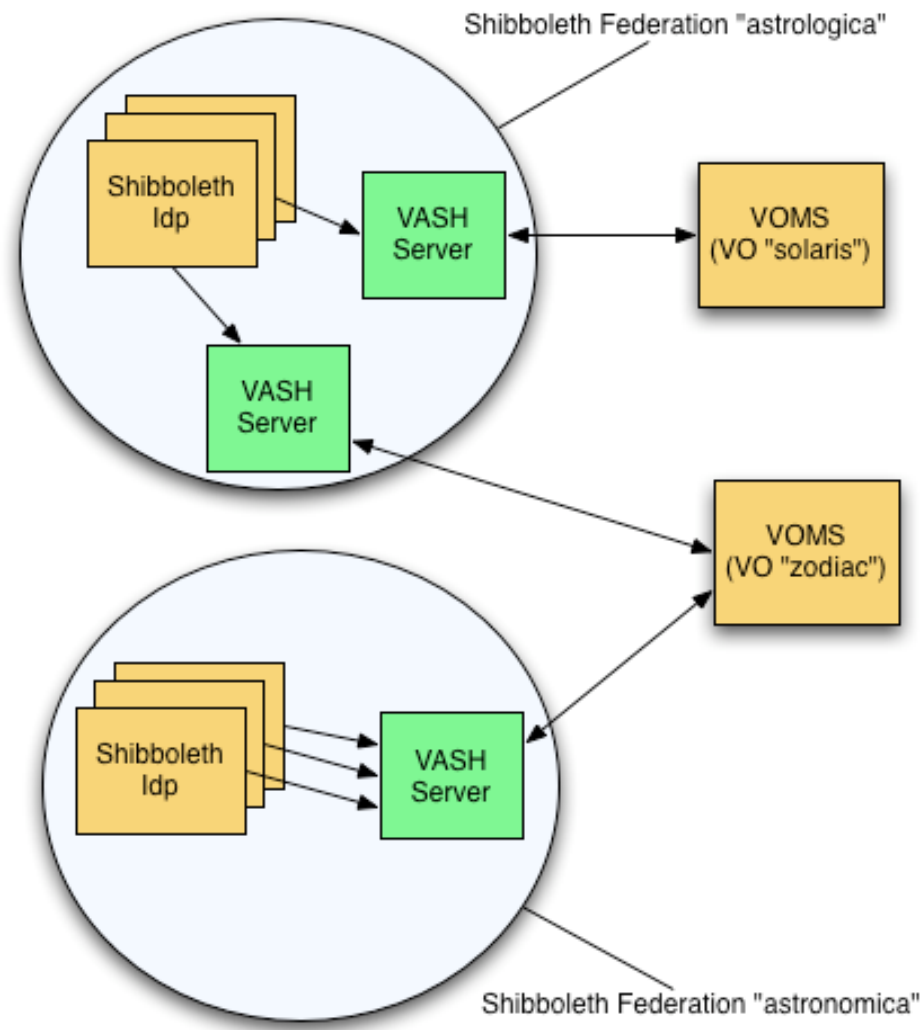 Shibboleth Federation "astrologica"
Shibboleth
Idp
VASH
Server
VOMS
(VO "solaris")
VASH
Server
VOMS
(VO "zodiac")
Shibboleth
Idp
VASH
Server
Shibboleth Federation "astronomica"